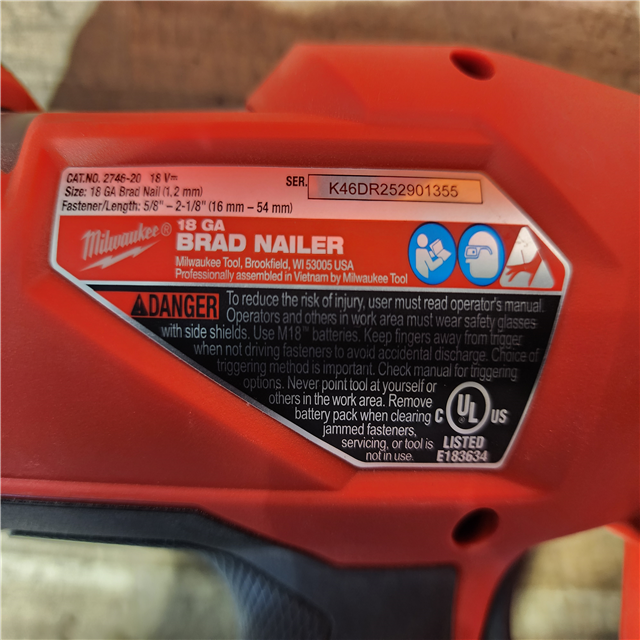 CAT.NO. 2746-20 18 V⎓
SER. K46DR252901355
Size: 18 GA Brad Nail (1,2 mm)
Fastener/Length: 5/8" – 2-1/8" (16 mm – 54 mm)
Milwaukee®
18 GA
BRAD NAILER
Milwaukee Tool, Brookfield, WI 53005 USA
Professionally assembled in Vietnam by Milwaukee Tool
DANGER To reduce the risk of injury, user must read operator's manual.
Operators and others in work area must wear safety glasses
with side shields. Use M18™ batteries. Keep fingers away from trigger
when not driving fasteners to avoid accidental discharge. Choice of
triggering method is important. Check manual for triggering
options. Never point tool at yourself or
others in the work area. Remove
battery pack when clearing
jammed fasteners,
servicing, or tool is
not in use.
C UL US
LISTED
E183634